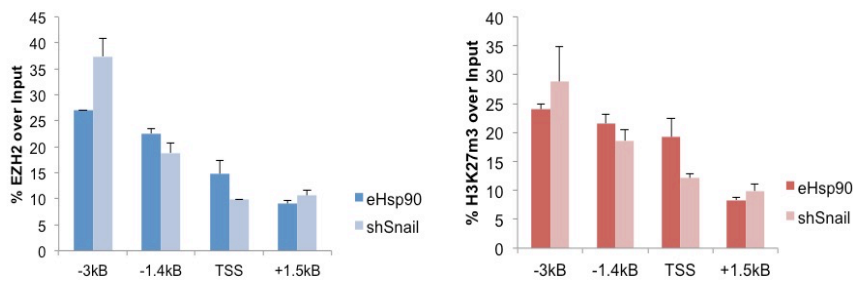 % EZH2 over Input
45
40
35
30
25
20
15
10
5
0
-3kB -1.4kB TSS +1.5kB
eHsp90
shSnail
% H3K27m3 over Input
40
35
30
25
20
15
10
5
0
-3kB -1.4kB TSS +1.5kB
eHsp90
shSnail